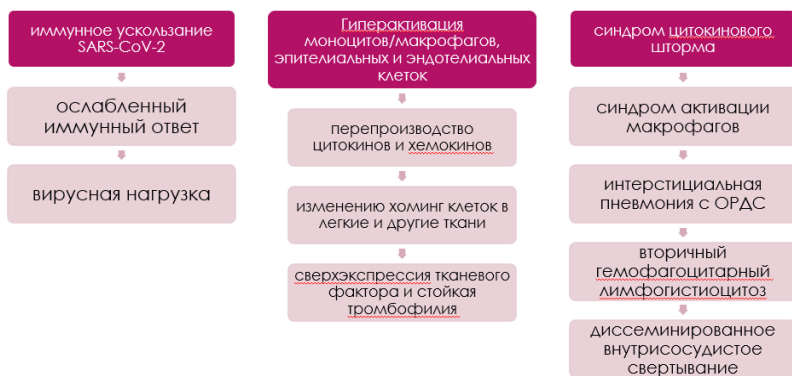 иммунное ускользание
SARS-CoV-2
ослабленный
иммунный ответ
вирусная нагрузка
Гиперактивация
моноцитов/макрофагов,
эпителиальных и эндотелиальных
клеток
перепроизводство
цитокинов и хемокинов
изменению хоминг клеток в
легкие и другие ткани
сверхэкспрессия тканевого
фактора и стойкая
тромбофилия
синдром цитокинового
шторма
синдром активации
макрофагов
интерстициальная
пневмония с ОРДС
вторичный
гемофагоцитарный
лимфогистиоцитоз
диссеминированное
внутрисосудистое
свертывание